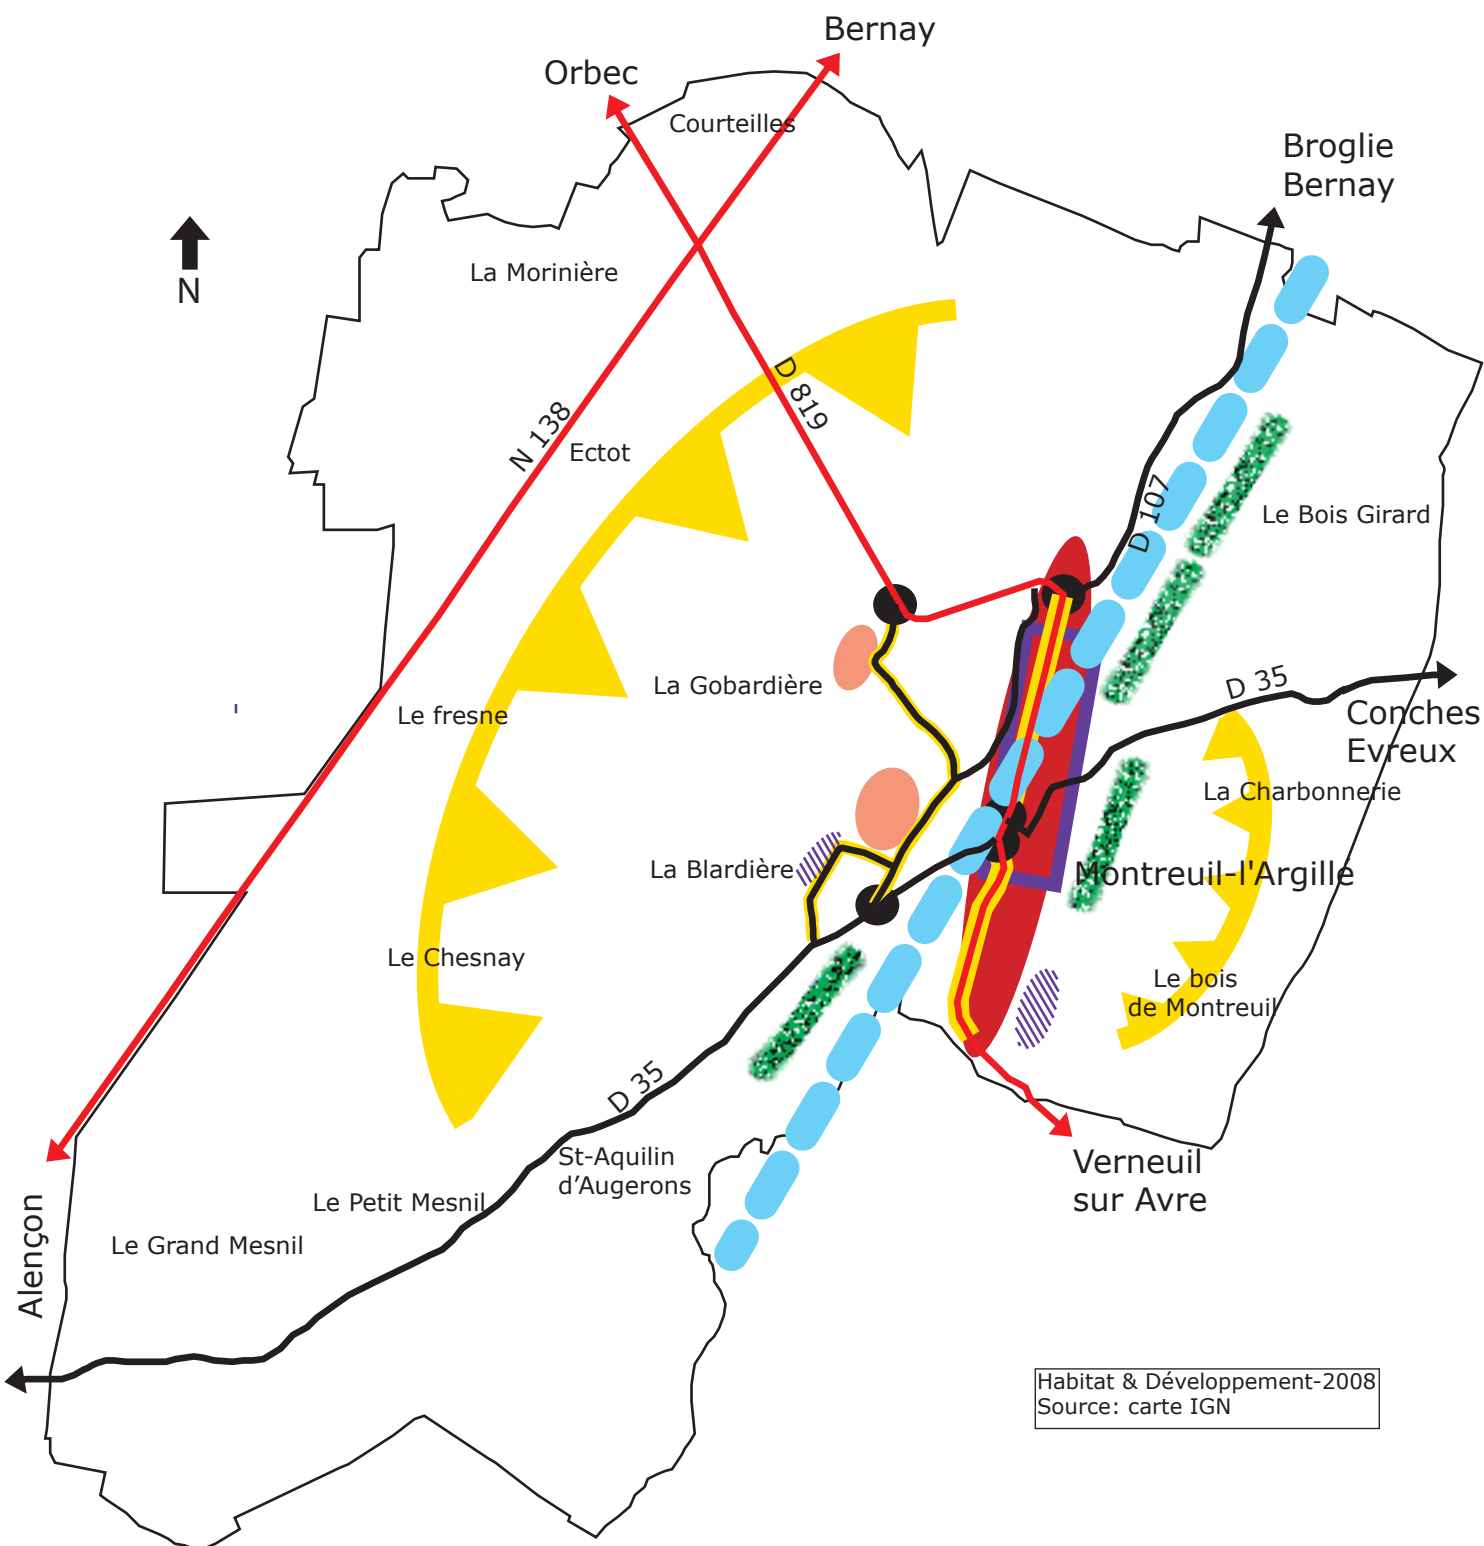 Bernay
Orbec
Courteilles
Broglie
Bernay
N
La Morinière
D 819
N 138
Ectot
D 107
Le Bois Girard
La Gobardière
D 35
Le fresne
Conches
Evreux
La Charbonnerie
La Blardière
Montreuil-l'Argillé
Le Chesnay
Le bois
de Montreuil
D 35
St-Aquilin
d'Augerons
Verneuil
sur Avre
Le Petit Mesnil
Le Grand Mesnil
Alençon
Habitat & Développement-2008
Source: carte IGN